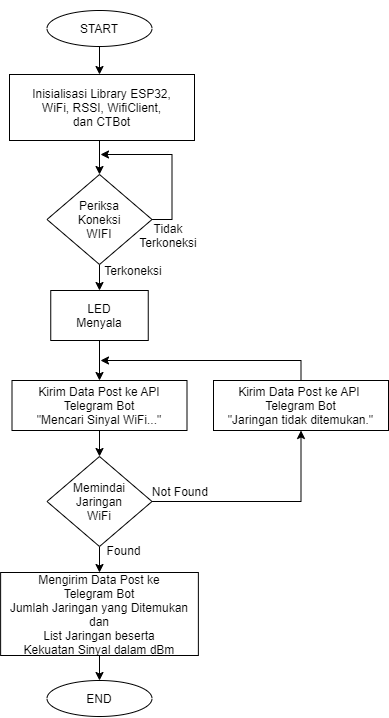 START
Inisialisasi Library ESP32,
WiFi, RSSI, WifiClient,
dan CTBot
Periksa
Koneksi
WIFI
Tidak
Terkoneksi
Terkoneksi
LED
Menyala
Kirim Data Post ke API
Telegram Bot
"Mencari Sinyal WiFi..."
Kirim Data Post ke API
Telegram Bot
"Jaringan tidak ditemukan."
Memindai
Jaringan
WiFi
Not Found
Found
Mengirim Data Post ke
Telegram Bot
Jumlah Jaringan yang Ditemukan
dan
List Jaringan beserta
Kekuatan Sinyal dalam dBm
END